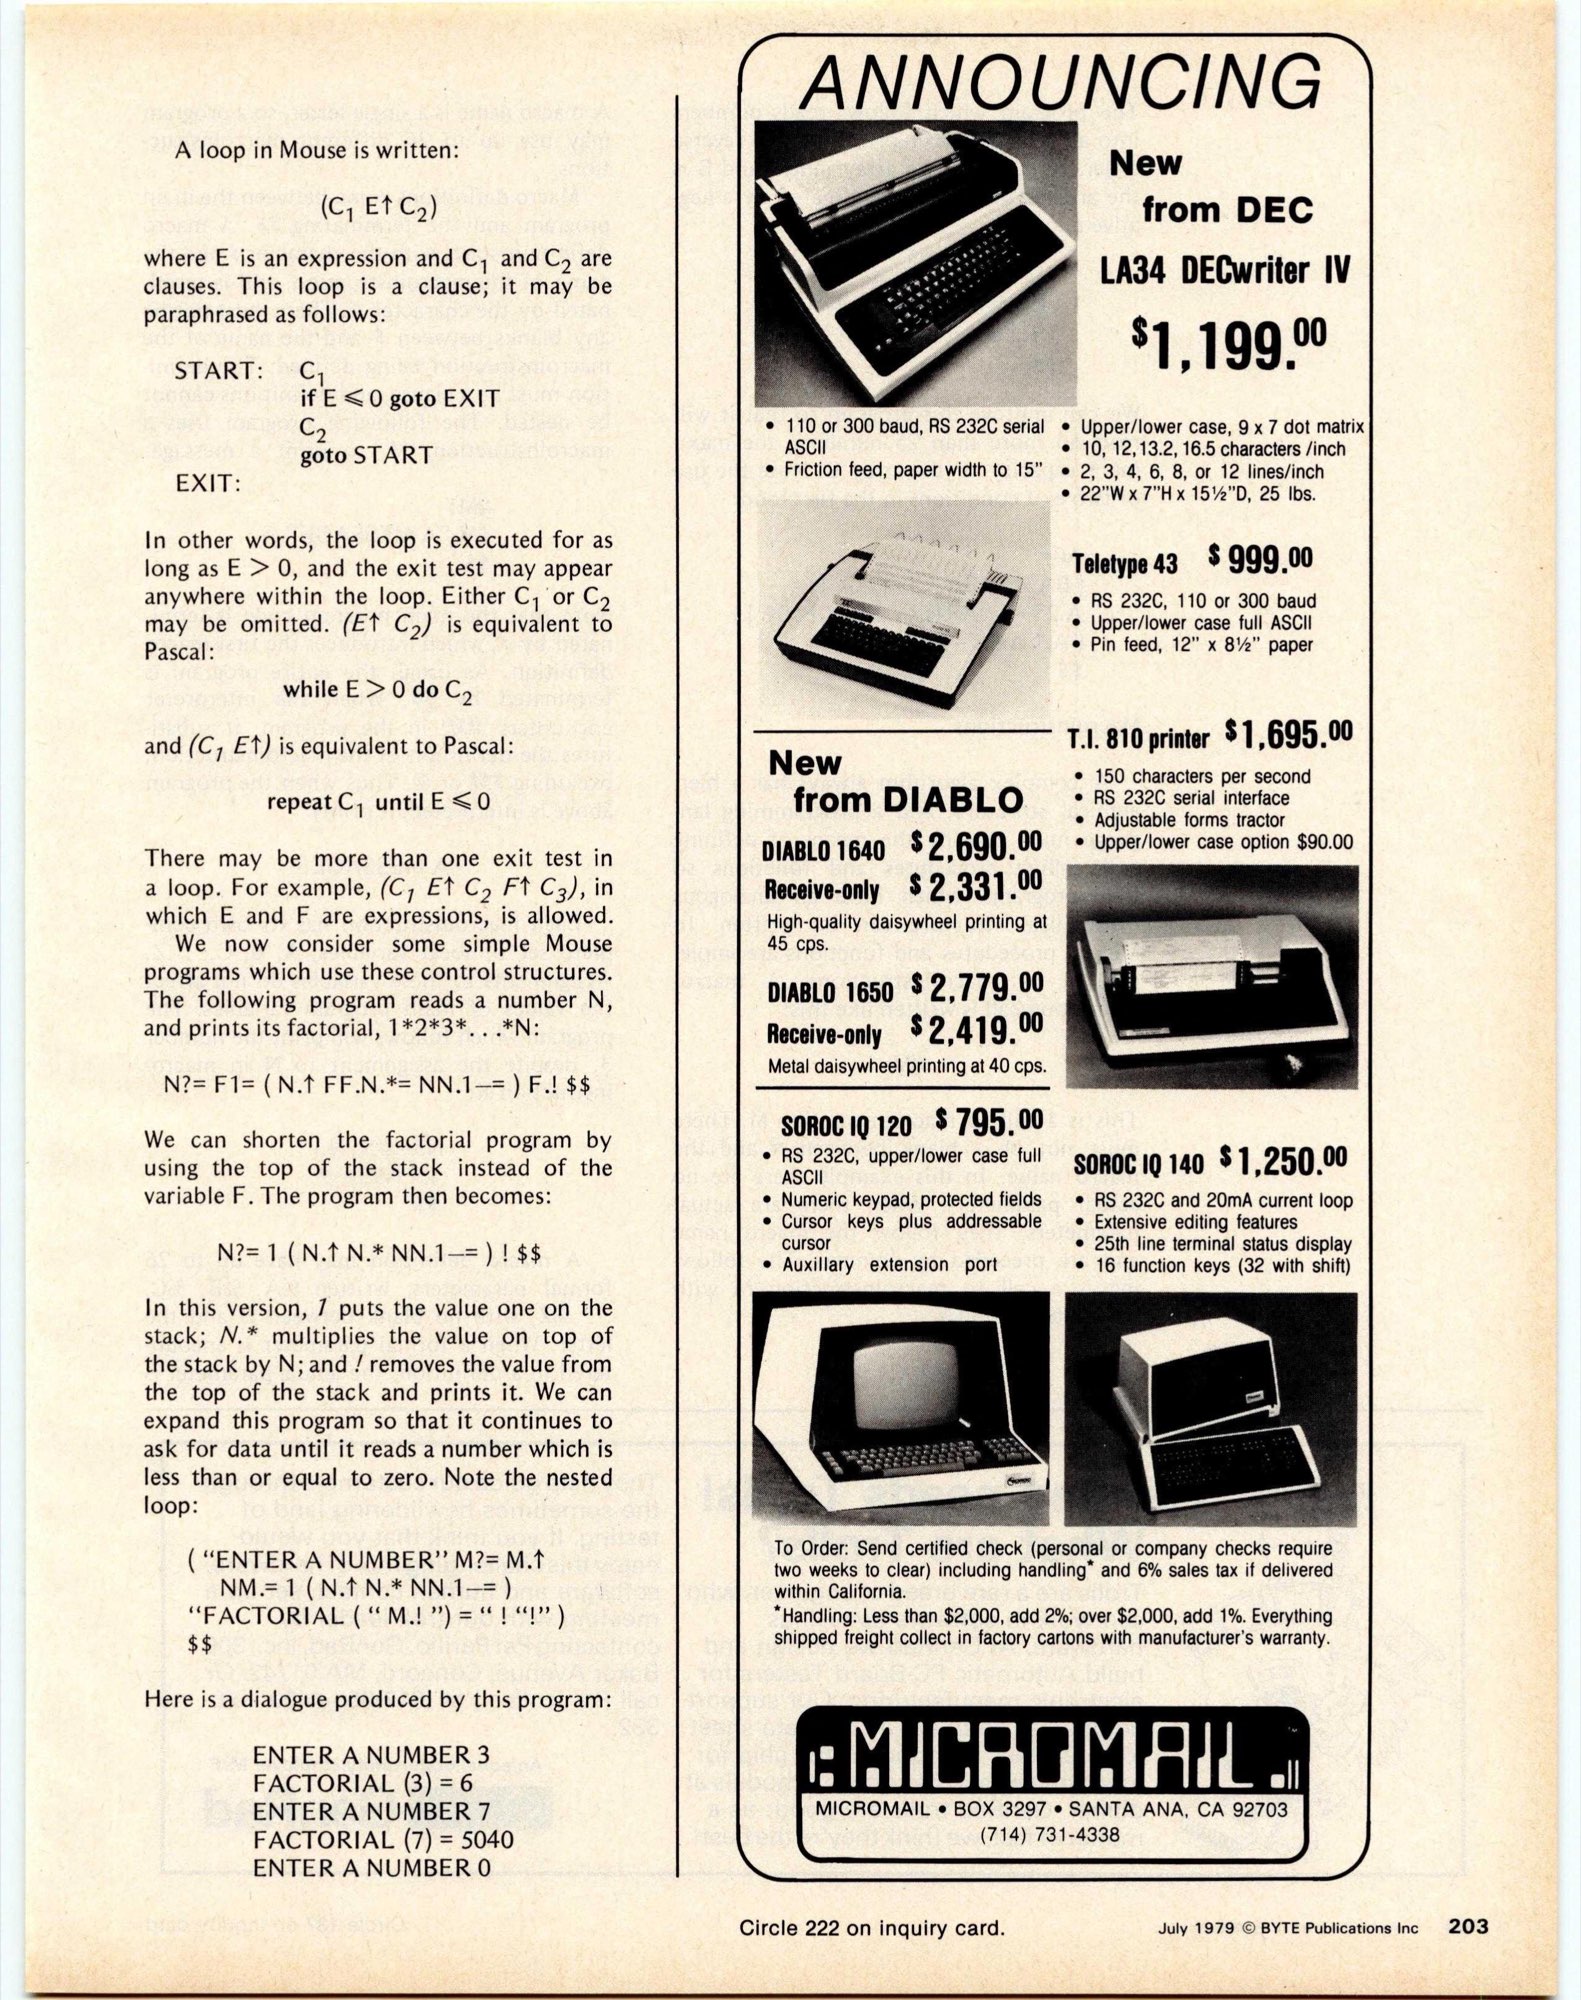 A loop in Mouse is written:
(C₁ E↑ C₂)
where E is an expression and C₁ and C₂ are
clauses. This loop is a clause; it may be
paraphrased as follows:
START: C₁
if E ⩽ 0 goto EXIT
C₂
goto START
EXIT:
In other words, the loop is executed for as
long as E > 0, and the exit test may appear
anywhere within the loop. Either C₁ or C₂
may be omitted. (E↑ C₂) is equivalent to
Pascal:
while E > 0 do C₂
and (C₁ E↑) is equivalent to Pascal:
repeat C₁ until E ⩽ 0
There may be more than one exit test in
a loop. For example, (C₁ E↑ C₂ F↑ C₃), in
which E and F are expressions, is allowed.
We now consider some simple Mouse
programs which use these control structures.
The following program reads a number N,
and prints its factorial, 1*2*3*. . .*N:
N?= F1= ( N.↑ FF.N.*= NN.1—= ) F.! $$
We can shorten the factorial program by
using the top of the stack instead of the
variable F. The program then becomes:
N?= 1 ( N.↑ N.* NN.1—= ) ! $$
In this version, 1 puts the value one on the
stack; N.* multiplies the value on top of
the stack by N; and ! removes the value from
the top of the stack and prints it. We can
expand this program so that it continues to
ask for data until it reads a number which is
less than or equal to zero. Note the nested
loop:
( “ENTER A NUMBER” M?= M.↑
NM.= 1 ( N.↑ N.* NN.1—= )
“FACTORIAL ( “ M.! ”) = “ ! “!” )
$$
Here is a dialogue produced by this program:
ENTER A NUMBER 3
FACTORIAL (3) = 6
ENTER A NUMBER 7
FACTORIAL (7) = 5040
ENTER A NUMBER 0
ANNOUNCING
New
from DEC
LA34 DECwriter IV
$1,199.00
• 110 or 300 baud, RS 232C serial
ASCII
• Friction feed, paper width to 15"
• Upper/lower case, 9 x 7 dot matrix
• 10, 12,13.2, 16.5 characters /inch
• 2, 3, 4, 6, 8, or 12 lines/inch
• 22"W x 7"H x 15½"D, 25 lbs.
Teletype 43 $ 999.00
• RS 232C, 110 or 300 baud
• Upper/lower case full ASCII
• Pin feed, 12" x 8½" paper
T.I. 810 printer $1,695.00
• 150 characters per second
• RS 232C serial interface
• Adjustable forms tractor
• Upper/lower case option $90.00
New
from DIABLO
DIABLO 1640 $2,690.00
Receive-only $2,331.00
High-quality daisywheel printing at
45 cps.
DIABLO 1650 $2,779.00
Receive-only $2,419.00
Metal daisywheel printing at 40 cps.
SOROC IQ 120 $ 795.00
• RS 232C, upper/lower case full
ASCII
• Numeric keypad, protected fields
• Cursor keys plus addressable
cursor
• Auxillary extension port
SOROC IQ 140 $1,250.00
• RS 232C and 20mA current loop
• Extensive editing features
• 25th line terminal status display
• 16 function keys (32 with shift)
To Order: Send certified check (personal or company checks require
two weeks to clear) including handling* and 6% sales tax if delivered
within California.
*Handling: Less than $2,000, add 2%; over $2,000, add 1%. Everything
shipped freight collect in factory cartons with manufacturer's warranty.
MICROMAIL
MICROMAIL • BOX 3297 • SANTA ANA, CA 92703
(714) 731-4338
Circle 222 on inquiry card.
July 1979 © BYTE Publications Inc 203